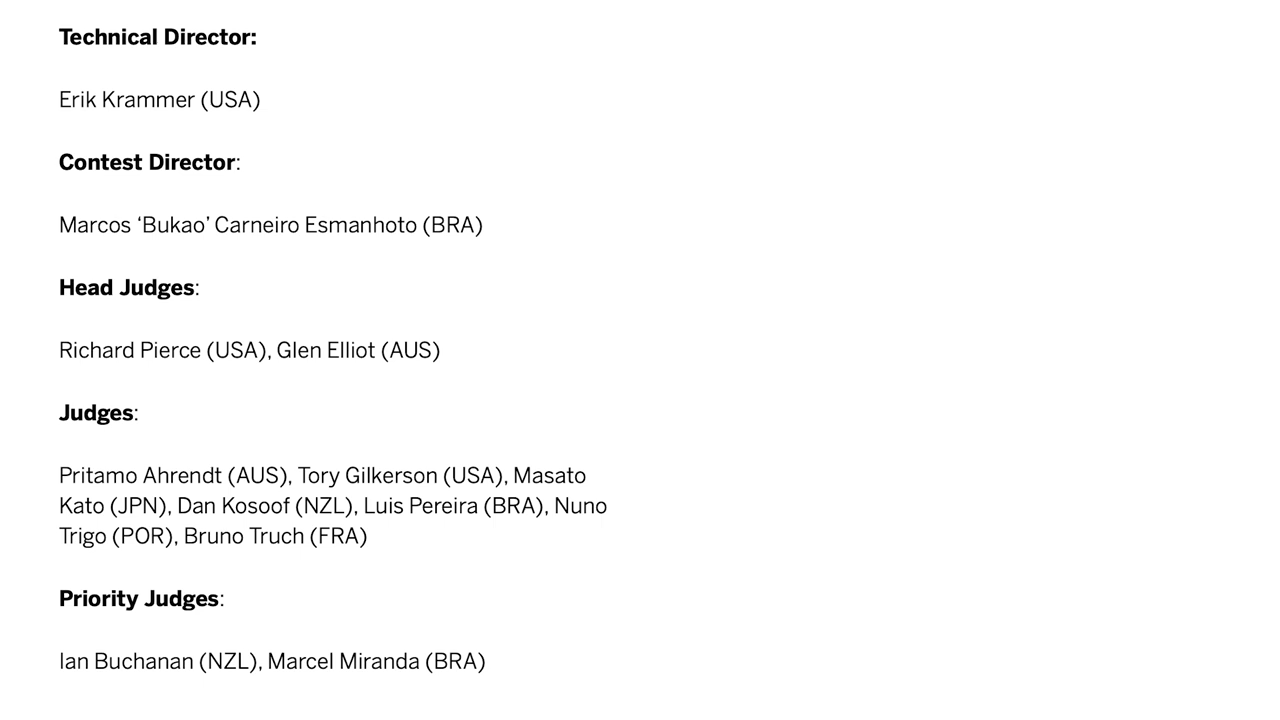 Technical Director:
Erik Krammer (USA)
Contest Director:
Marcos ‘Bukao’ Carneiro Esmanhoto (BRA)
Head Judges:
Richard Pierce (USA), Glen Elliot (AUS)
Judges:
Pritamo Ahrendt (AUS), Tory Gilkerson (USA), Masato
Kato (JPN), Dan Kosoof (NZL), Luis Pereira (BRA), Nuno
Trigo (POR), Bruno Truch (FRA)
Priority Judges:
Ian Buchanan (NZL), Marcel Miranda (BRA)